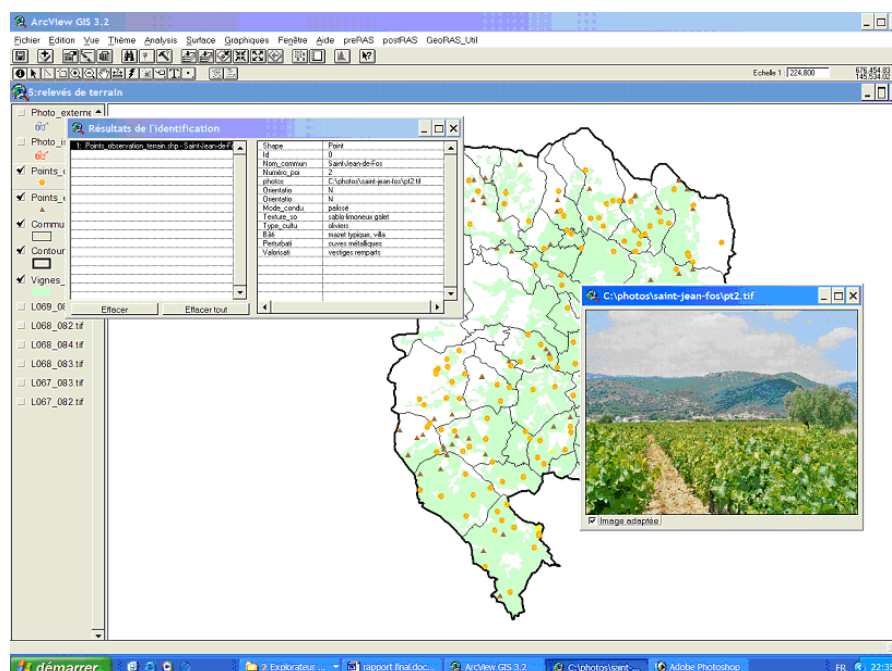 ArcView GIS 3.2
Fichier Edition Vue Thème Analysis Surface Graphiques Fenêtre Aide preRAS postRAS GeoRAS_Util
Echelle 1 : 224,800
676,454.83
145,534.02
5:relevés de terrain
Photo_externe
Photo_i
Points_
Points_
Commu
Contour
Vignes_
L069_08
L068_082.tif
L068_084.tif
L068_083.tif
L067_083.tif
L067_082.tif
Résultats de l'identification
1: Points_observation_terrain.shp - Saint-Jean-de-F
Shape Point
Id 0
Nom_commun Saint-Jean-de-Fos
Numéro_poi 2
photos C:\photos\saint-jean-fos\pt2.tif
Orientatio N
Orientatio N
Mode_condu palissé
Texture_so sablo-limoneux galet
Type_cultu oliviers
Bâti mazet typique, villa
Perturbati cuves métalliques
Valorisati vestiges remparts
Effacer Effacer tout
C:\photos\saint-jean-fos\pt2.tif
Image adaptée
démarrer
2 Explorateur ...
rapport final.doc...
ArcView GIS 3.2
C:\photos\saint-...
Adobe Photoshop
FR
22:3